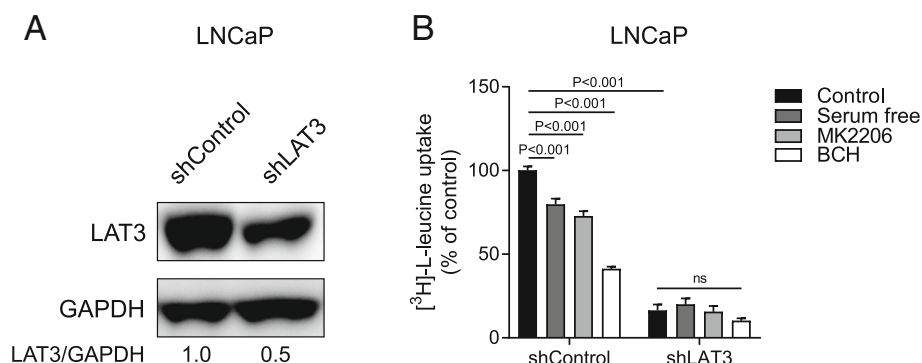 A
LNCaP
shControl
shLAT3
LAT3
GAPDH
LAT3/GAPDH 1.0 0.5
B
LNCaP
[³H]-L-leucine uptake
(% of control)
150
100
50
0
P<0.001
P<0.001
P<0.001
P<0.001
ns
shControl shLAT3
Control
Serum free
MK2206
BCH